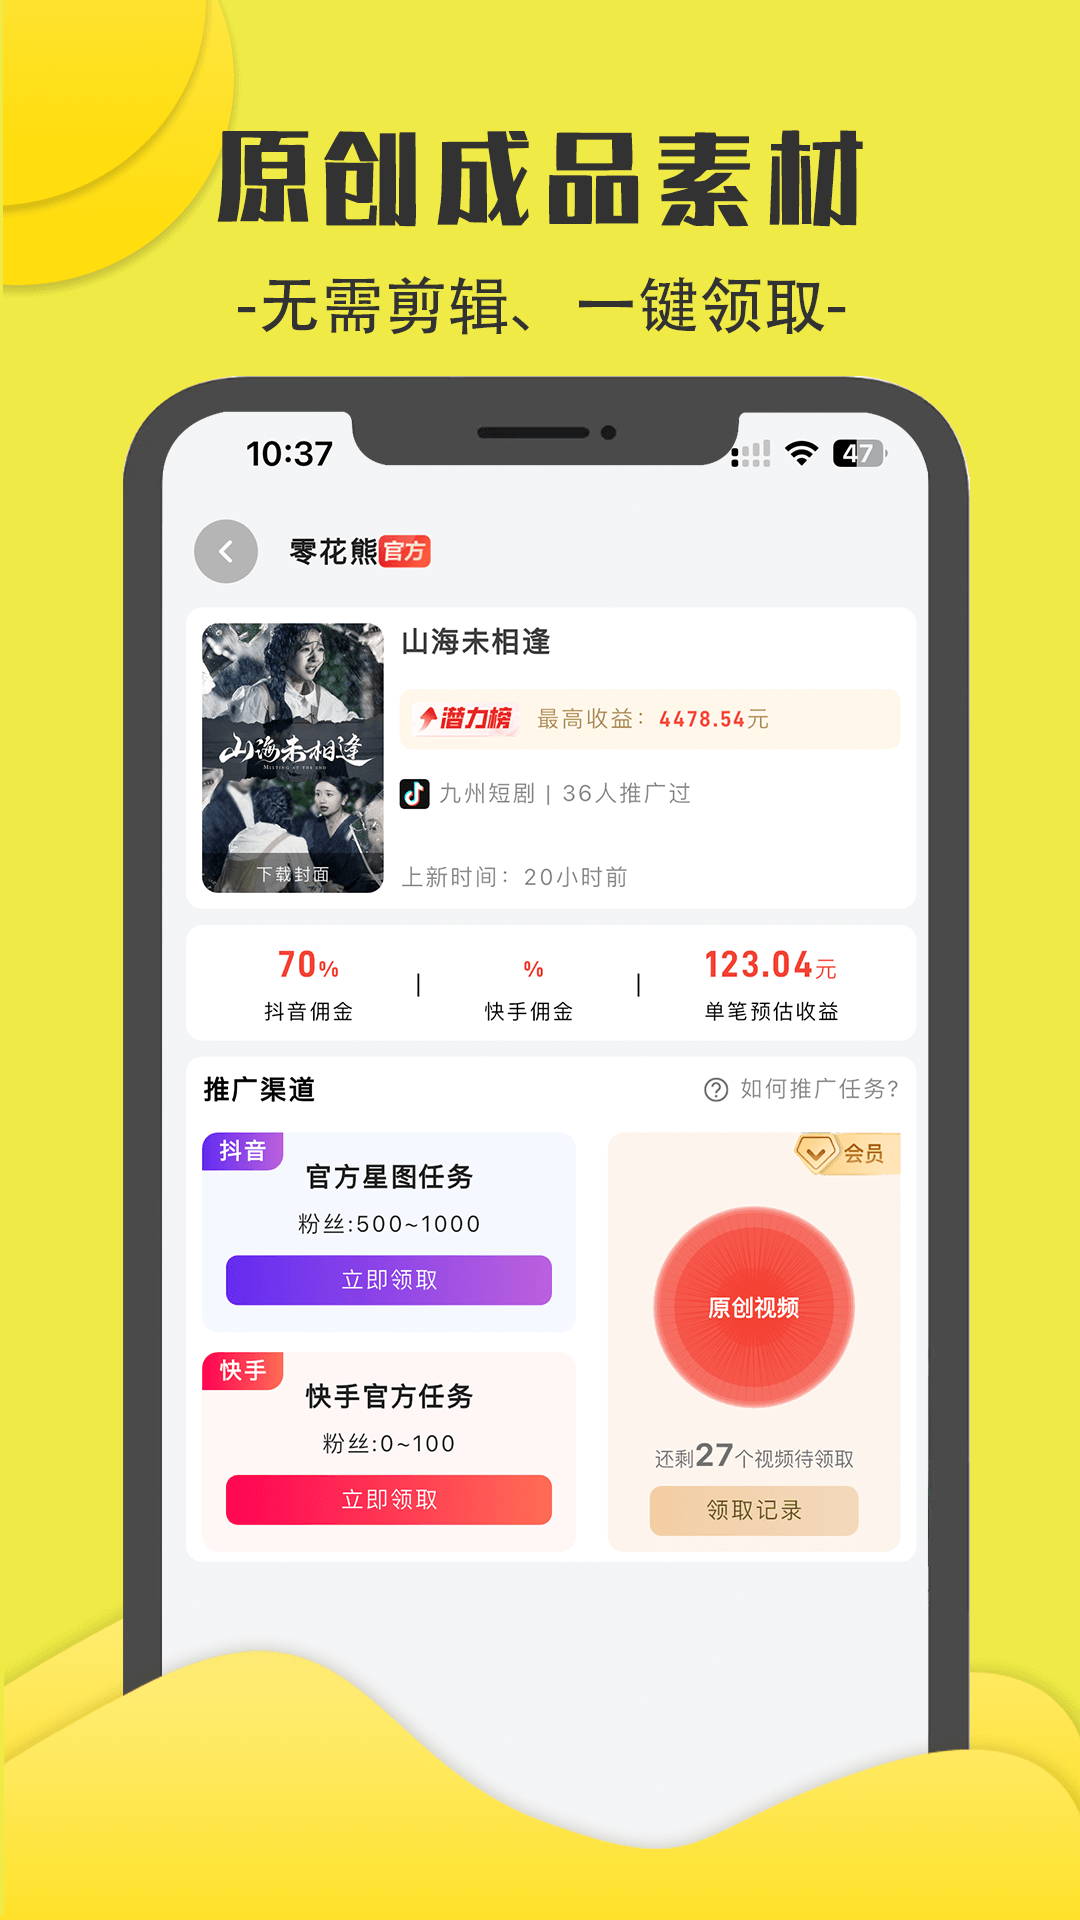 原创成品素材
-无需剪辑、一键领取-
10:37
47
零花熊官方
山海未相逢
潜力榜 最高收益：4478.54元
山海未相逢
MEETING AT THE END
九州短剧 | 36人推广过
下载封面
上新时间：20小时前
70% % 123.04元
抖音佣金 快手佣金 单笔预估收益
推广渠道 如何推广任务?
抖音 会员
官方星图任务
粉丝:500~1000
立即领取
原创视频
快手
快手官方任务
粉丝:0~100
还剩27个视频待领取
立即领取
领取记录